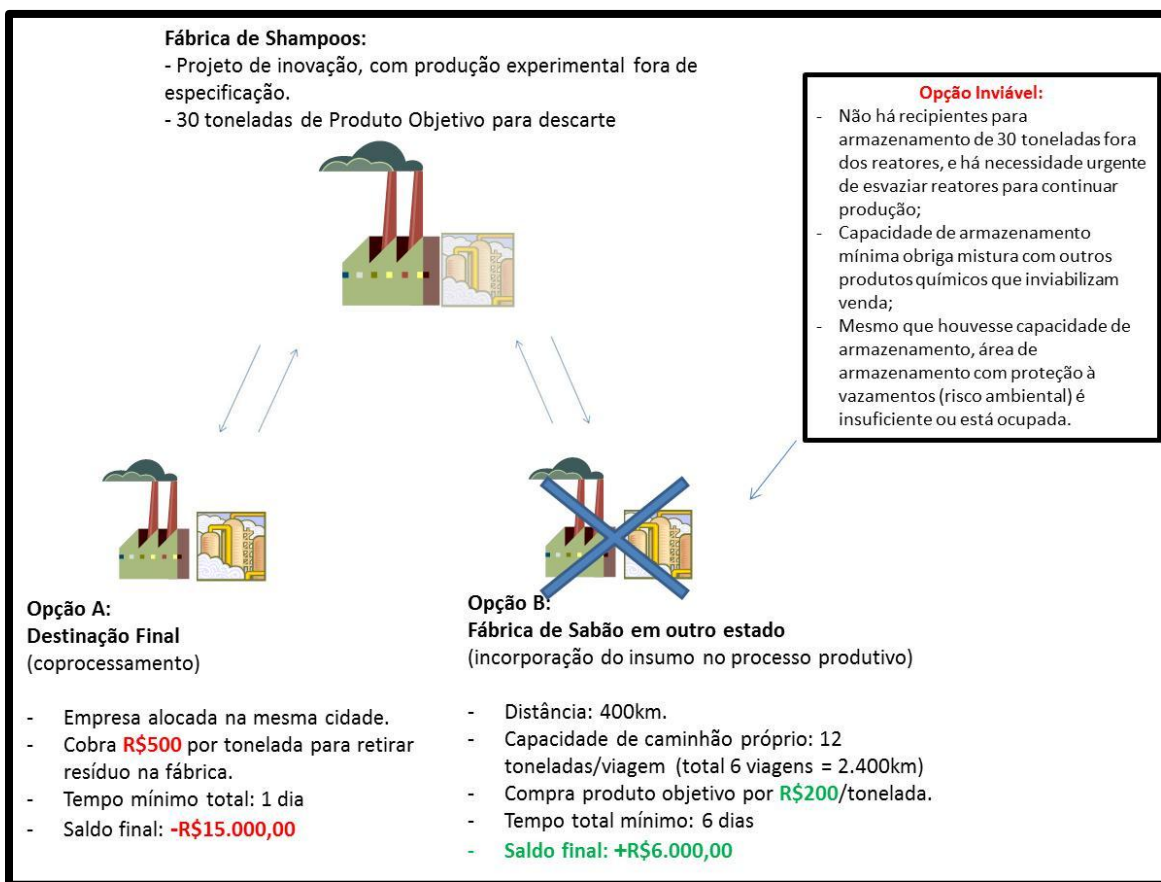 Fábrica de Shampoos:
- Projeto de inovação, com produção experimental fora de
especificação.
- 30 toneladas de Produto Objetivo para descarte
Opção Inviável:
- Não há recipientes para
armazenamento de 30 toneladas fora
dos reatores, e há necessidade urgente
de esvaziar reatores para continuar
produção;
- Capacidade de armazenamento
mínima obriga mistura com outros
produtos químicos que inviabilizam
venda;
- Mesmo que houvesse capacidade de
armazenamento, área de
armazenamento com proteção à
vazamentos (risco ambiental) é
insuficiente ou está ocupada.
Opção A:
Destinação Final
(coprocessamento)
- Empresa alocada na mesma cidade.
- Cobra R$500 por tonelada para retirar
resíduo na fábrica.
- Tempo mínimo total: 1 dia
- Saldo final: -R$15.000,00
Opção B:
Fábrica de Sabão em outro estado
(incorporação do insumo no processo produtivo)
- Distância: 400km.
- Capacidade de caminhão próprio: 12
toneladas/viagem (total 6 viagens = 2.400km)
- Compra produto objetivo por R$200/tonelada.
- Tempo total mínimo: 6 dias
- Saldo final: +R$6.000,00